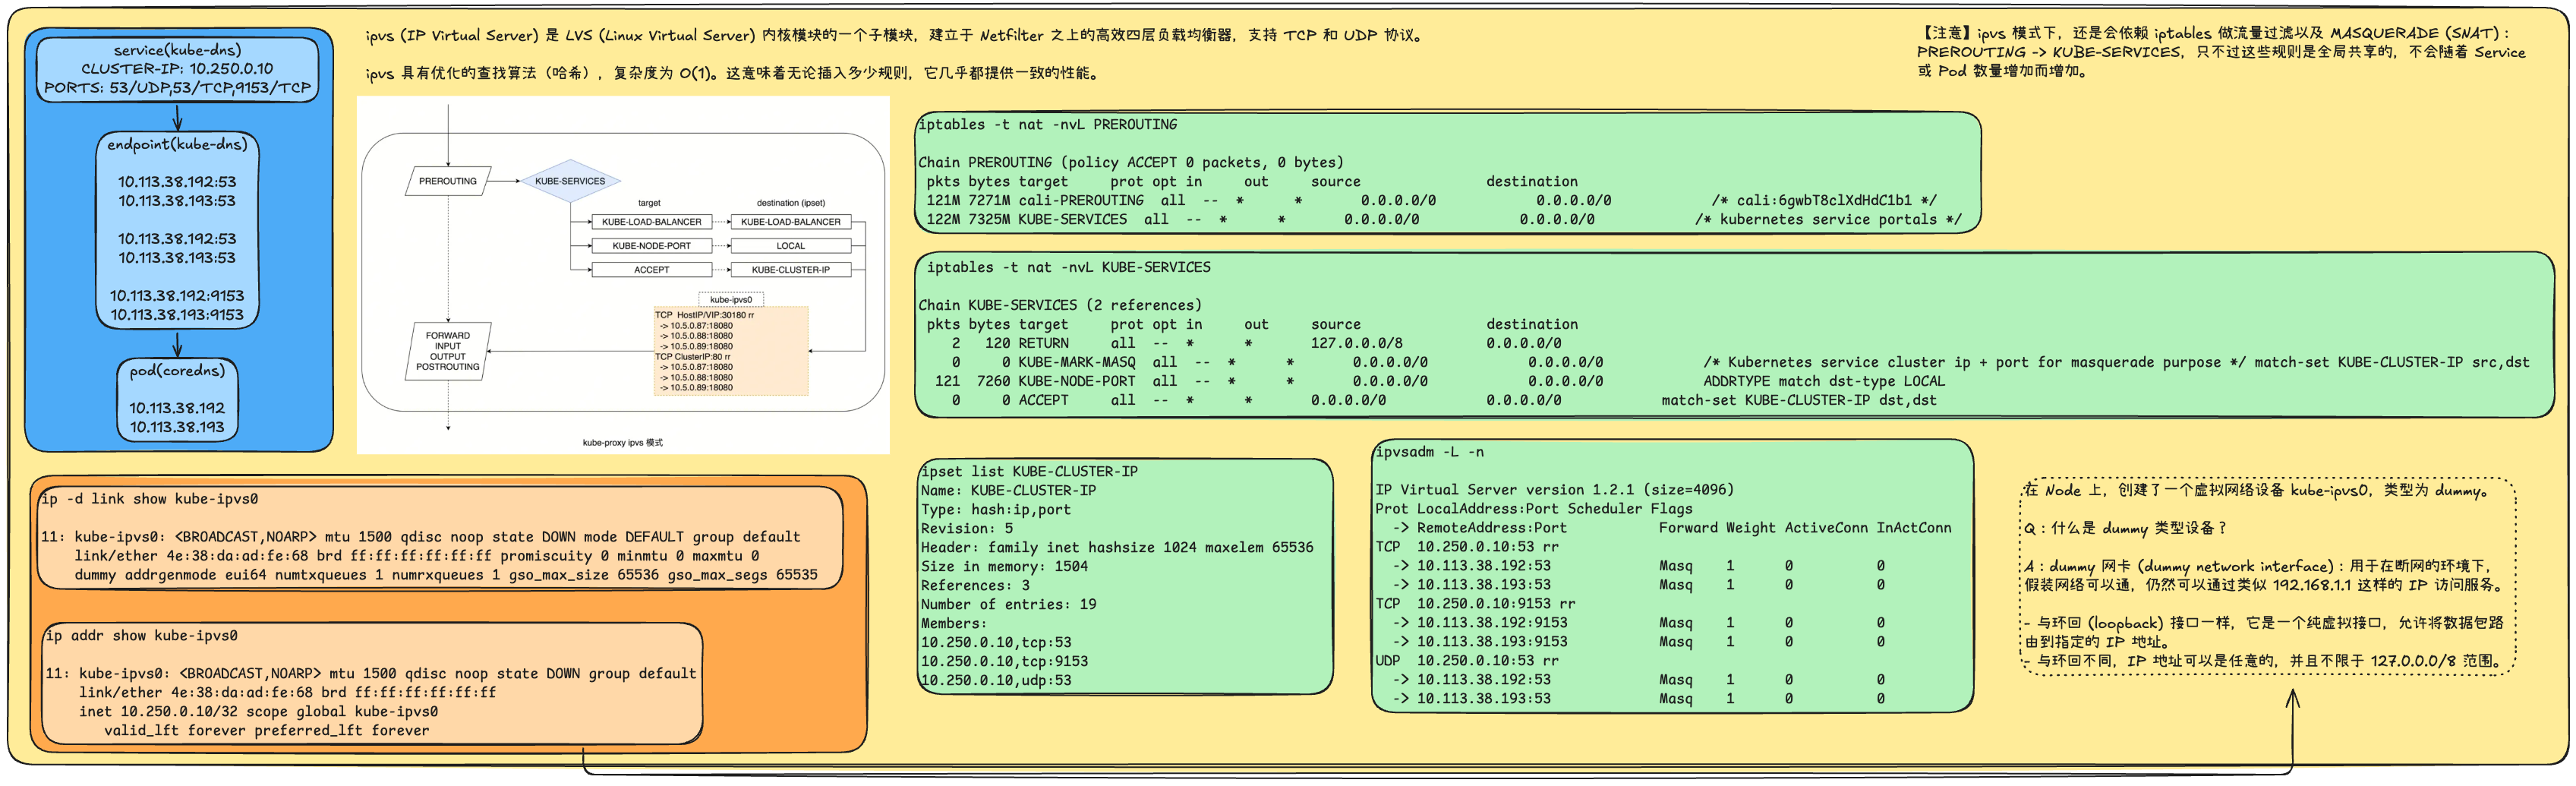 service(kube-dns)
CLUSTER-IP: 10.250.0.10
PORTS: 53/UDP,53/TCP,9153/TCP
endpoint(kube-dns)
10.113.38.192:53
10.113.38.193:53
10.113.38.192:53
10.113.38.193:53
10.113.38.192:9153
10.113.38.193:9153
pod(coredns)
10.113.38.192
10.113.38.193
ipvs (IP Virtual Server) 是 LVS (Linux Virtual Server) 内核模块的一个子模块，建立于 Netfilter 之上的高效四层负载均衡器，支持 TCP 和 UDP 协议。
ipvs 具有优化的查找算法（哈希），复杂度为 O(1)。这意味着无论插入多少规则，它几乎都提供一致的性能。
【注意】ipvs 模式下，还是会依赖 iptables 做流量过滤以及 MASQUERADE (SNAT)：
PREROUTING -> KUBE-SERVICES，只不过这些规则是全局共享的，不会随着 Service
或 Pod 数量增加而增加。
PREROUTING
KUBE-SERVICES
target
destination (ipset)
KUBE-LOAD-BALANCER
KUBE-LOAD-BALANCER
KUBE-NODE-PORT
LOCAL
ACCEPT
KUBE-CLUSTER-IP
kube-ipvs0
TCP HostIP/VIP:30180 rr
-> 10.5.0.87:18080
-> 10.5.0.88:18080
-> 10.5.0.89:18080
TCP ClusterIP:80 rr
-> 10.5.0.87:18080
-> 10.5.0.88:18080
-> 10.5.0.89:18080
FORWARD
INPUT
OUTPUT
POSTROUTING
kube-proxy ipvs 模式
iptables -t nat -nvL PREROUTING
Chain PREROUTING (policy ACCEPT 0 packets, 0 bytes)
pkts bytes target prot opt in out source destination
121M 7271M cali-PREROUTING all -- * * 0.0.0.0/0 0.0.0.0/0 /* cali:6gwbT8clXdHdC1b1 */
122M 7325M KUBE-SERVICES all -- * * 0.0.0.0/0 0.0.0.0/0 /* kubernetes service portals */
iptables -t nat -nvL KUBE-SERVICES
Chain KUBE-SERVICES (2 references)
pkts bytes target prot opt in out source destination
2 120 RETURN all -- * * 127.0.0.0/8 0.0.0.0/0
0 0 KUBE-MARK-MASQ all -- * * 0.0.0.0/0 0.0.0.0/0 /* Kubernetes service cluster ip + port for masquerade purpose */ match-set KUBE-CLUSTER-IP src,dst
121 7260 KUBE-NODE-PORT all -- * * 0.0.0.0/0 0.0.0.0/0 ADDRTYPE match dst-type LOCAL
0 0 ACCEPT all -- * * 0.0.0.0/0 0.0.0.0/0 match-set KUBE-CLUSTER-IP dst,dst
ip -d link show kube-ipvs0
11: kube-ipvs0: <BROADCAST,NOARP> mtu 1500 qdisc noop state DOWN mode DEFAULT group default
link/ether 4e:38:da:ad:fe:68 brd ff:ff:ff:ff:ff:ff promiscuity 0 minmtu 0 maxmtu 0
dummy addrgenmode eui64 numtxqueues 1 numrxqueues 1 gso_max_size 65536 gso_max_segs 65535
ip addr show kube-ipvs0
11: kube-ipvs0: <BROADCAST,NOARP> mtu 1500 qdisc noop state DOWN group default
link/ether 4e:38:da:ad:fe:68 brd ff:ff:ff:ff:ff:ff
inet 10.250.0.10/32 scope global kube-ipvs0
valid_lft forever preferred_lft forever
ipset list KUBE-CLUSTER-IP
Name: KUBE-CLUSTER-IP
Type: hash:ip,port
Revision: 5
Header: family inet hashsize 1024 maxelem 65536
Size in memory: 1504
References: 3
Number of entries: 19
Members:
10.250.0.10,tcp:53
10.250.0.10,tcp:9153
10.250.0.10,udp:53
ipvsadm -L -n
IP Virtual Server version 1.2.1 (size=4096)
Prot LocalAddress:Port Scheduler Flags
-> RemoteAddress:Port Forward Weight ActiveConn InActConn
TCP 10.250.0.10:53 rr
-> 10.113.38.192:53 Masq 1 0 0
-> 10.113.38.193:53 Masq 1 0 0
TCP 10.250.0.10:9153 rr
-> 10.113.38.192:9153 Masq 1 0 0
-> 10.113.38.193:9153 Masq 1 0 0
UDP 10.250.0.10:53 rr
-> 10.113.38.192:53 Masq 1 0 0
-> 10.113.38.193:53 Masq 1 0 0
在 Node 上，创建了一个虚拟网络设备 kube-ipvs0，类型为 dummy。
Q：什么是 dummy 类型设备？
A：dummy 网卡 (dummy network interface)：用于在断网的环境下，
假装网络可以通，仍然可以通过类似 192.168.1.1 这样的 IP 访问服务。
- 与环回 (loopback) 接口一样，它是一个纯虚拟接口，允许将数据包路
由到指定的 IP 地址。
- 与环回不同，IP 地址可以是任意的，并且不限于 127.0.0.0/8 范围。